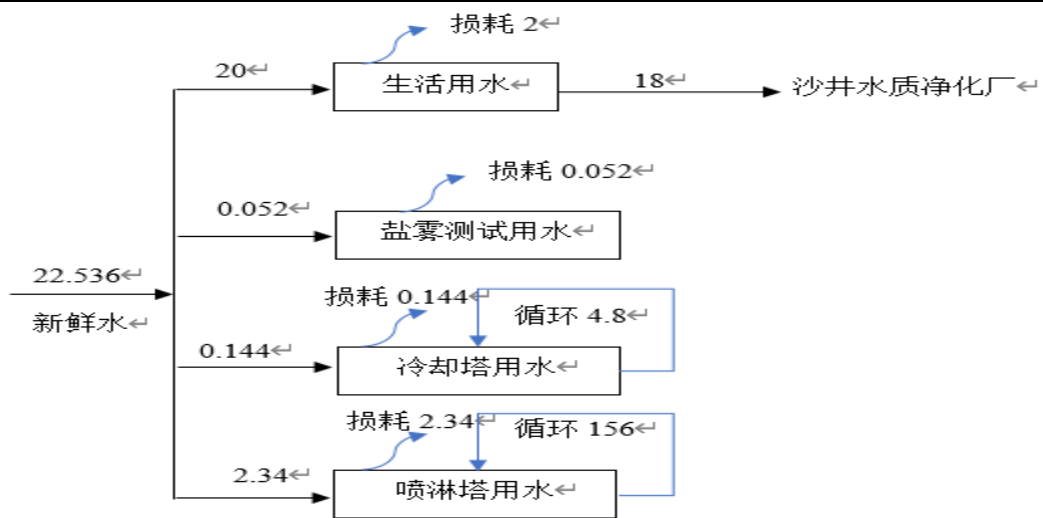 损耗 2↵
20↵
生活用水↵
18↵
沙井水质净化厂↵
损耗 0.052↵
0.052↵
盐雾测试用水↵
22.536↵
新鲜水↵
损耗 0.144↵
循环 4.8↵
0.144↵
冷却塔用水↵
损耗 2.34↵
循环 156↵
2.34↵
喷淋塔用水↵